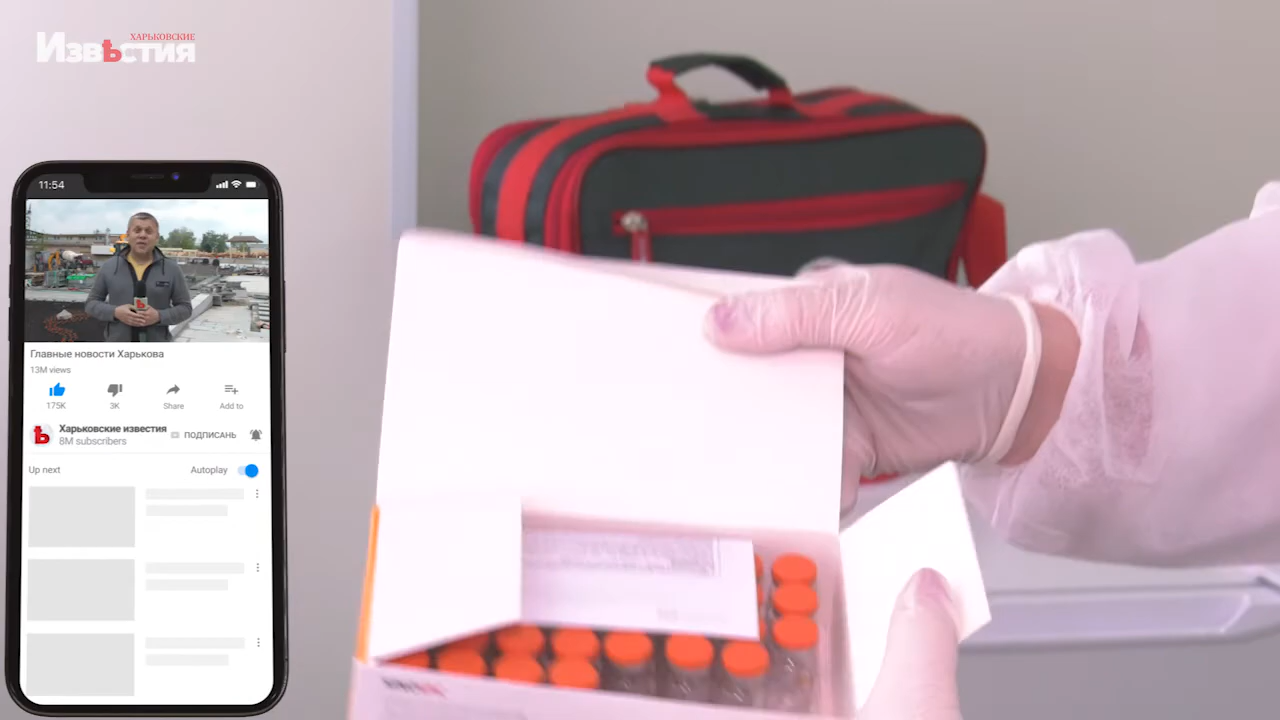 ХАРЬКОВСКИЕ
ИзвѢстия
11:54
Главные новости Харькова
13M views
175K
3K
Share
Add to
Ѣ
Харьковские известия
8M subscribers
ПОДПИСАНЬ
Up next
Autoplay